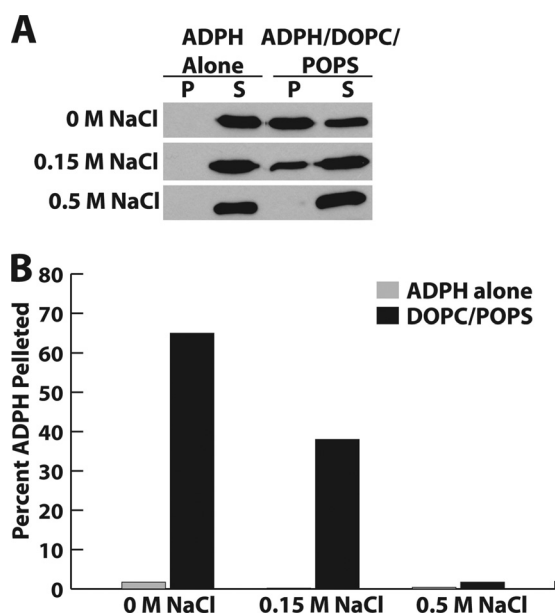 A
ADPH ADPH/DOPC/
Alone POPS
P S P S
0 M NaCl
0.15 M NaCl
0.5 M NaCl
B
80
70
60
50
40
30
20
10
0
Percent ADPH Pelleted
ADPH alone
DOPC/POPS
0 M NaCl 0.15 M NaCl 0.5 M NaCl